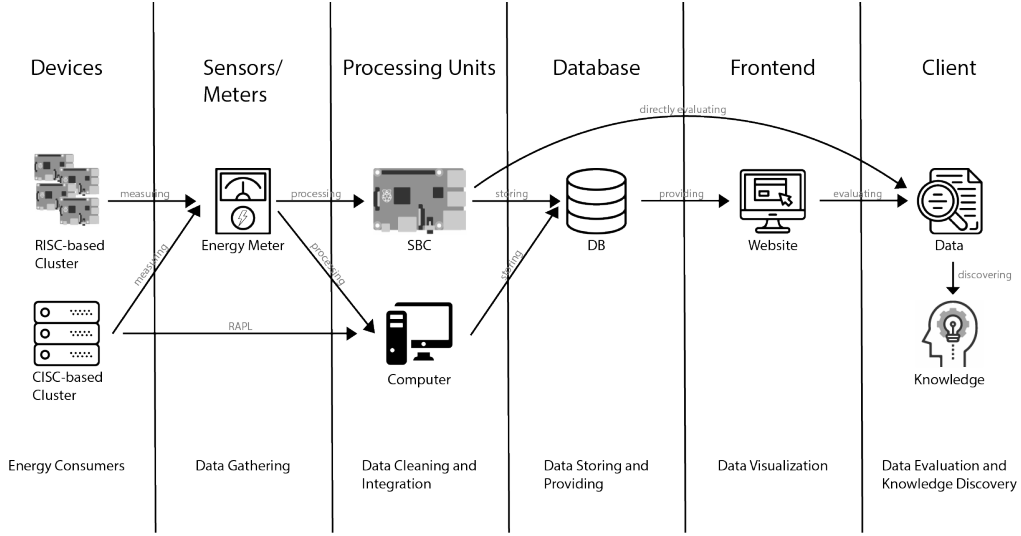 Devices
Sensors/
Meters
Processing Units
Database
Frontend
Client
directly evaluating
measuring
processing
storing
providing
evaluating
RISC-based
Cluster
Energy Meter
SBC
DB
Website
Data
measuring
processing
storing
discovering
RAPL
CISC-based
Cluster
Computer
Knowledge
Energy Consumers
Data Gathering
Data Cleaning and
Integration
Data Storing and
Providing
Data Visualization
Data Evaluation and
Knowledge Discovery